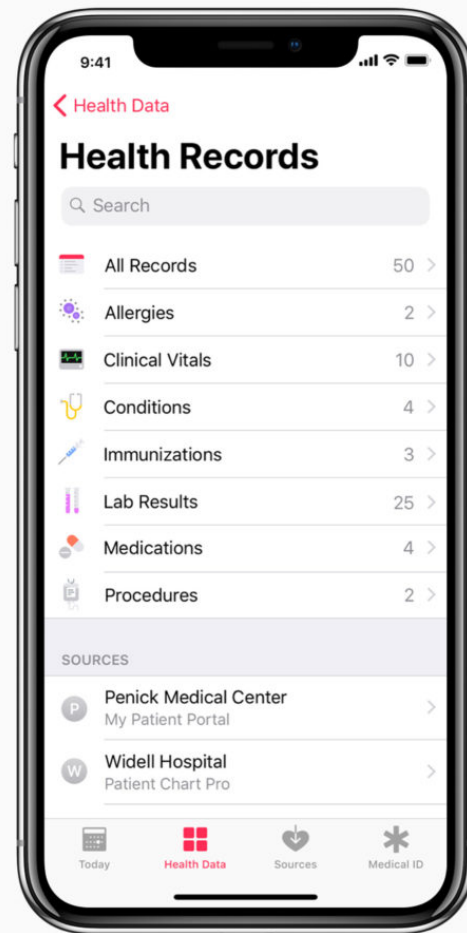 9:41
Health Data
Health Records
Search
All Records 50
Allergies 2
Clinical Vitals 10
Conditions 4
Immunizations 3
Lab Results 25
Medications 4
Procedures 2
SOURCES
P Penick Medical Center
My Patient Portal
W Widell Hospital
Patient Chart Pro
Today Health Data Sources Medical ID